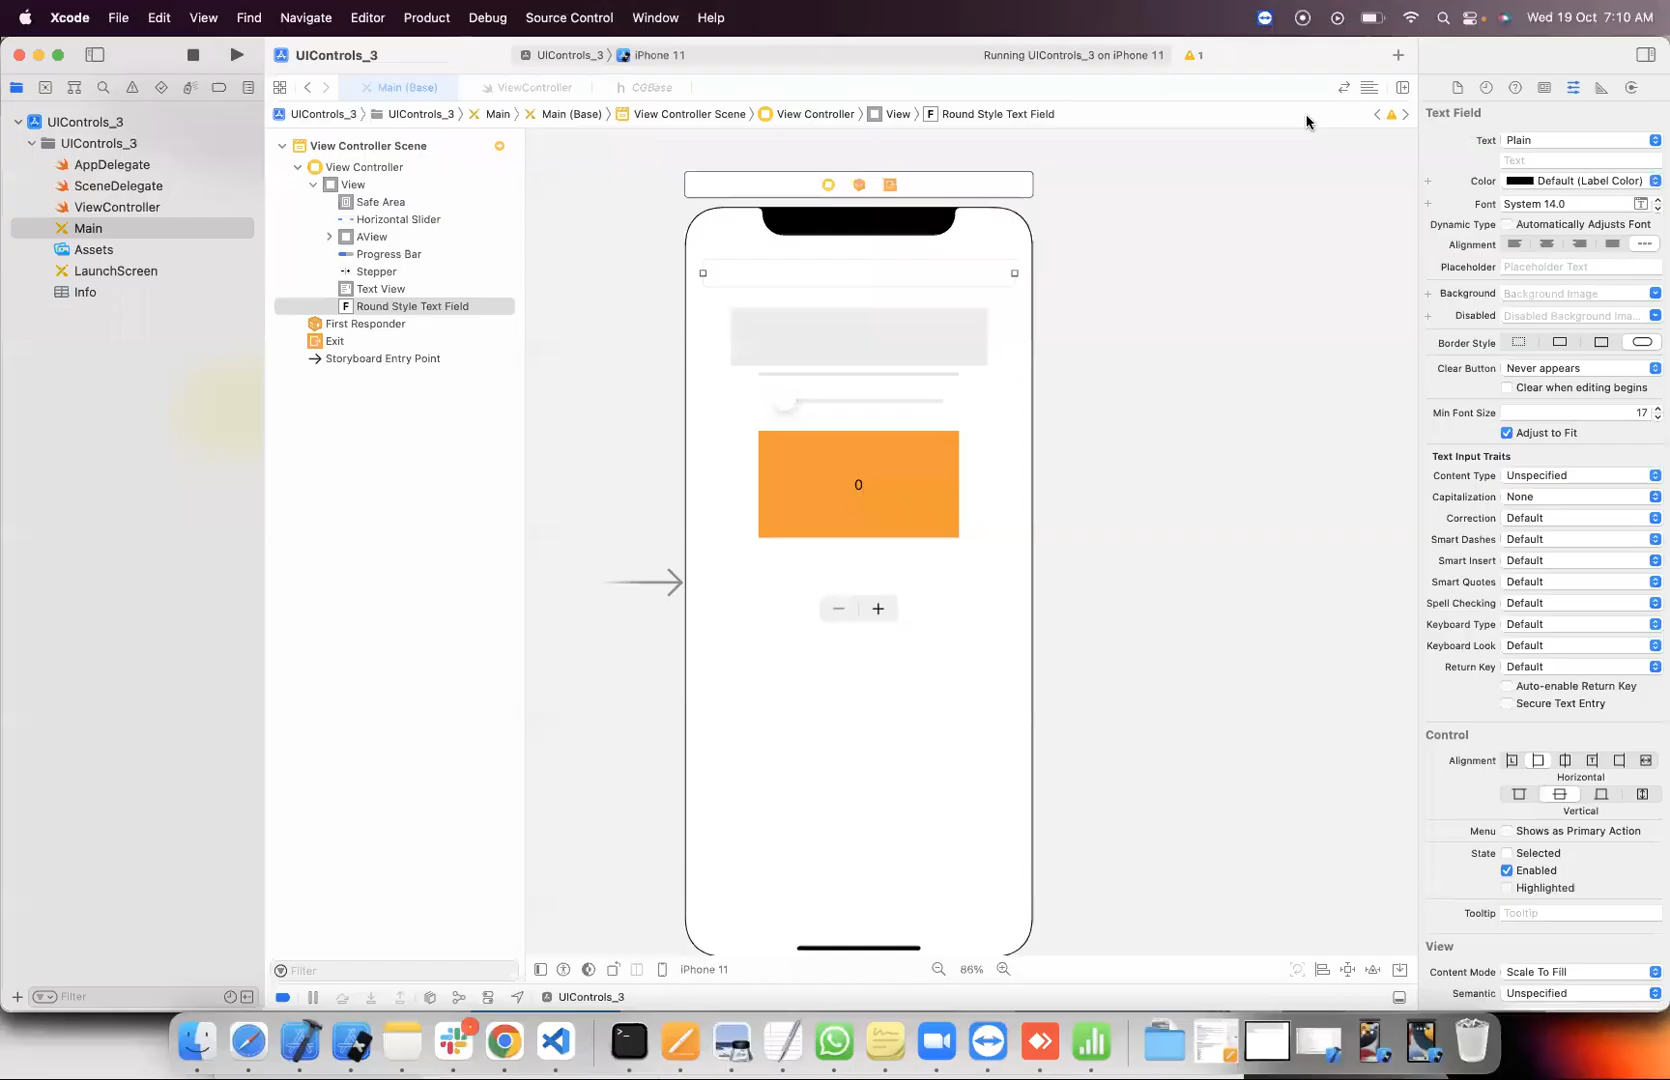 Xcode File Edit View Find Navigate Editor Product Debug Source Control Window Help Wed 19 Oct 7:10 AM
UIControls_3 UIControls_3 iPhone 11 Running UIControls_3 on iPhone 11 1
Main (Base) ViewController CGBase
UIControls_3 UIControls_3 Main Main (Base) View Controller Scene View Controller View F Round Style Text Field
UIControls_3
UIControls_3
AppDelegate
SceneDelegate
ViewController
Main
Assets
LaunchScreen
Info
Filter
View Controller Scene
View Controller
View
Safe Area
Horizontal Slider
AView
Progress Bar
Stepper
Text View
F Round Style Text Field
First Responder
Exit
Storyboard Entry Point
Filter
0
iPhone 11 86%
UIControls_3
Text Field
Text Plain
Text
Color Default (Label Color)
Font System 14.0
Dynamic Type Automatically Adjusts Font
Alignment
Placeholder Placeholder Text
Background Background Image
Disabled Disabled Background Ima...
Border Style
Clear Button Never appears
Clear when editing begins
Min Font Size 17
Adjust to Fit
Text Input Traits
Content Type Unspecified
Capitalization None
Correction Default
Smart Dashes Default
Smart Insert Default
Smart Quotes Default
Spell Checking Default
Keyboard Type Default
Keyboard Look Default
Return Key Default
Auto-enable Return Key
Secure Text Entry
Control
Alignment
Horizontal
Vertical
Menu Shows as Primary Action
State Selected
Enabled
Highlighted
Tooltip Tooltip
View
Content Mode Scale To Fill
Semantic Unspecified